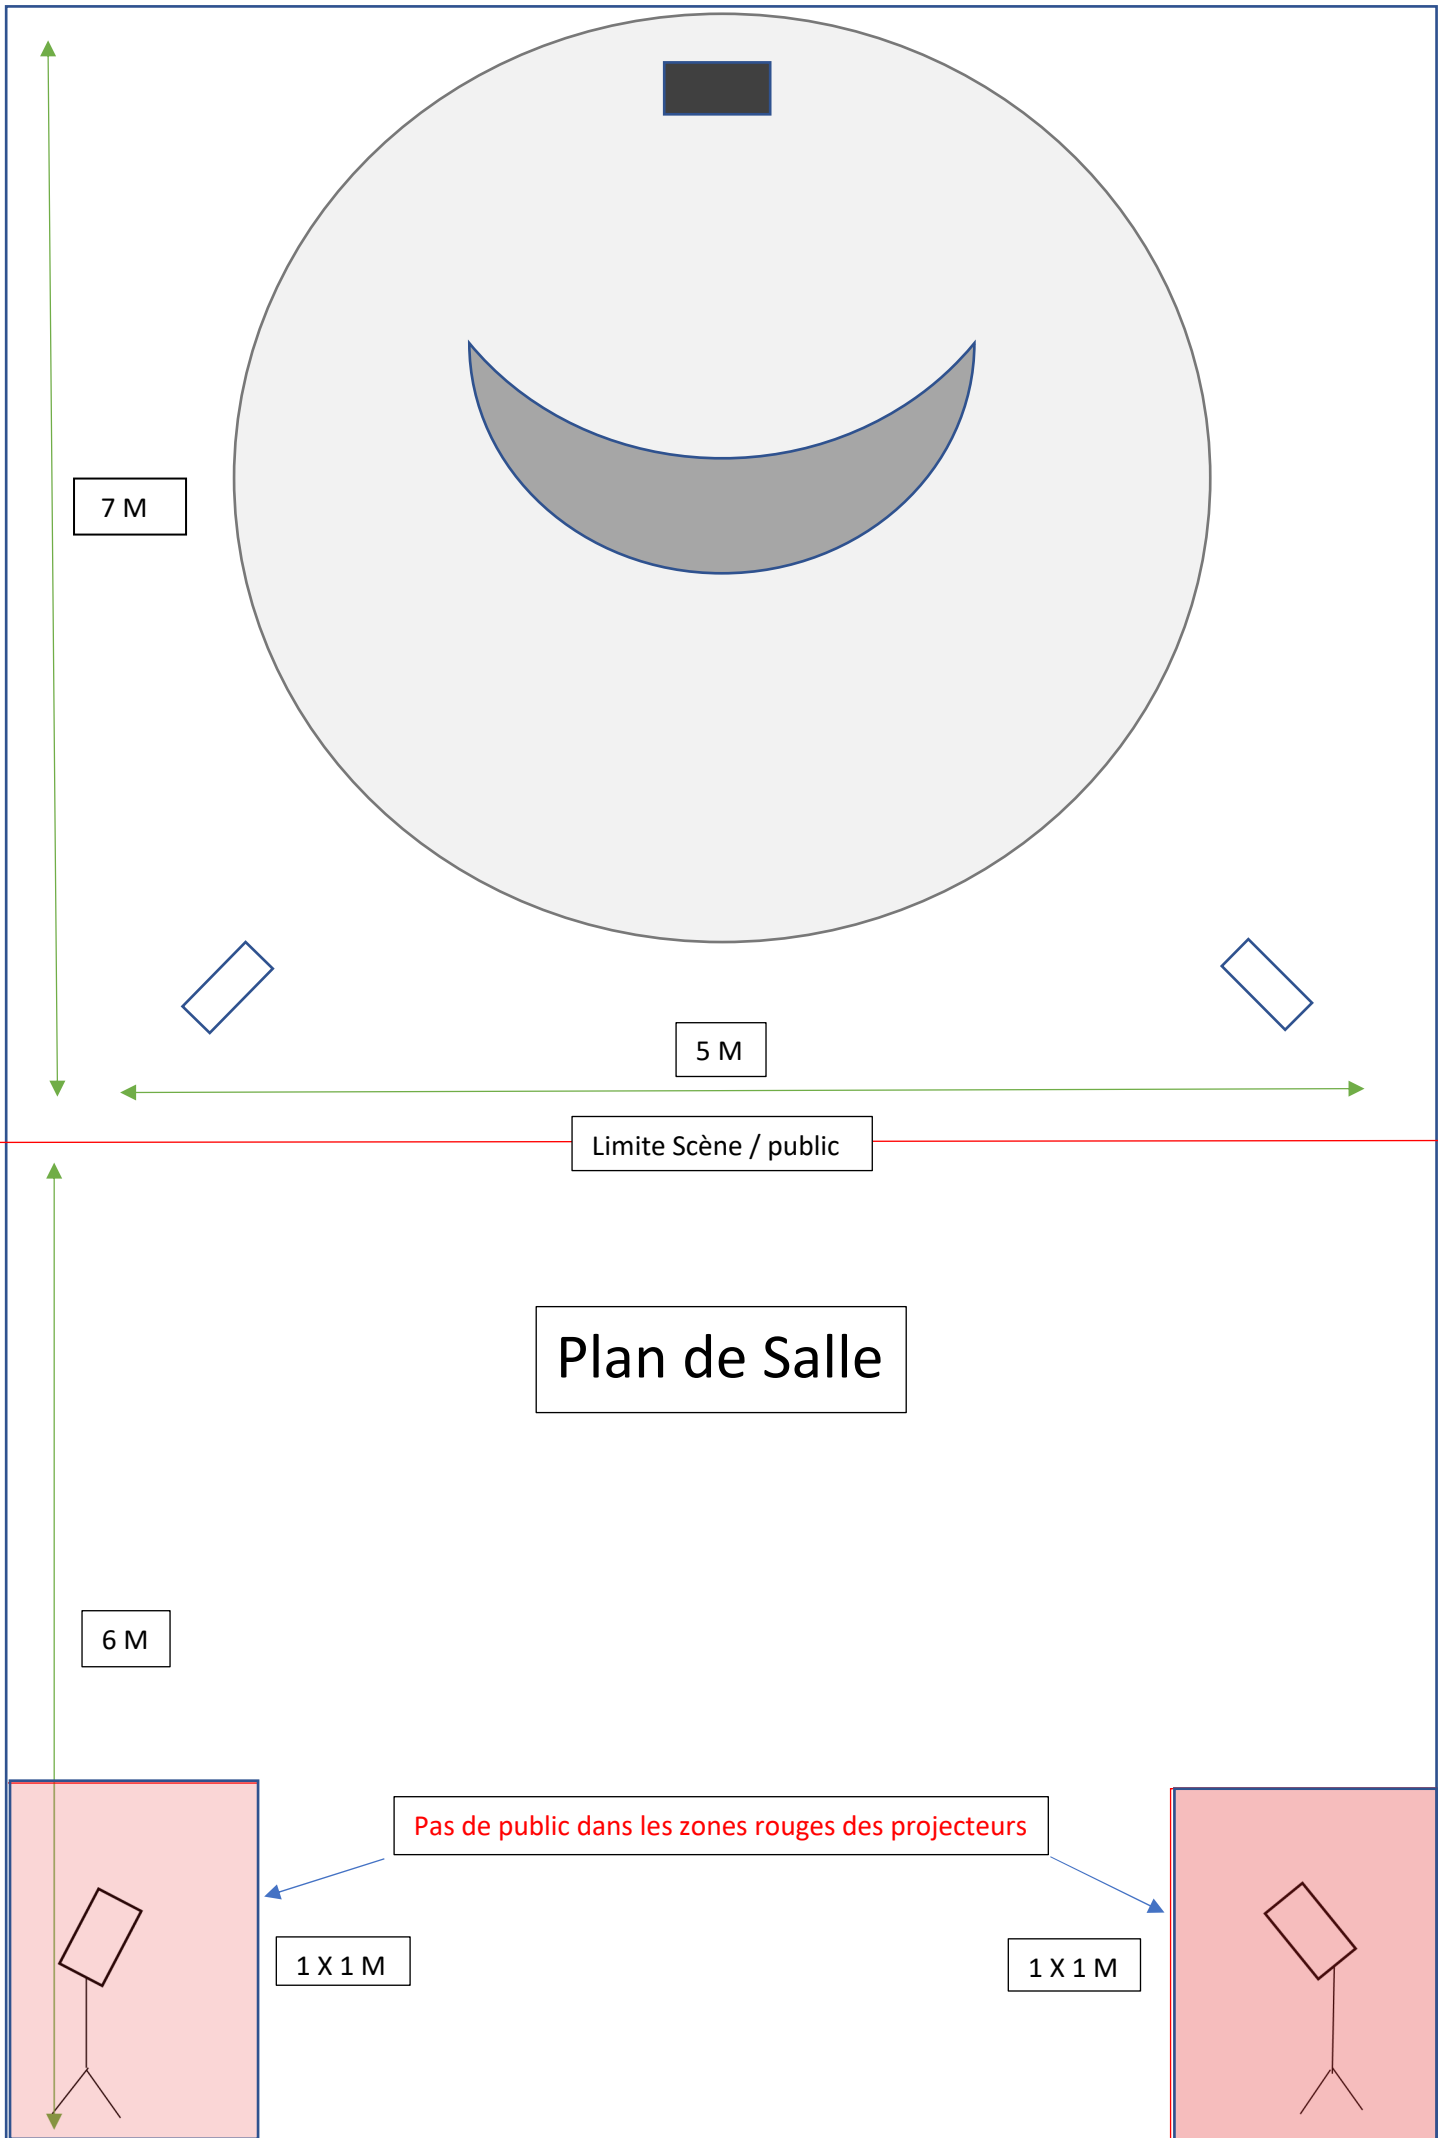 7 M
5 M
Limite Scène / public
Plan de Salle
6 M
Pas de public dans les zones rouges des projecteurs
1 X 1 M
1 X 1 M